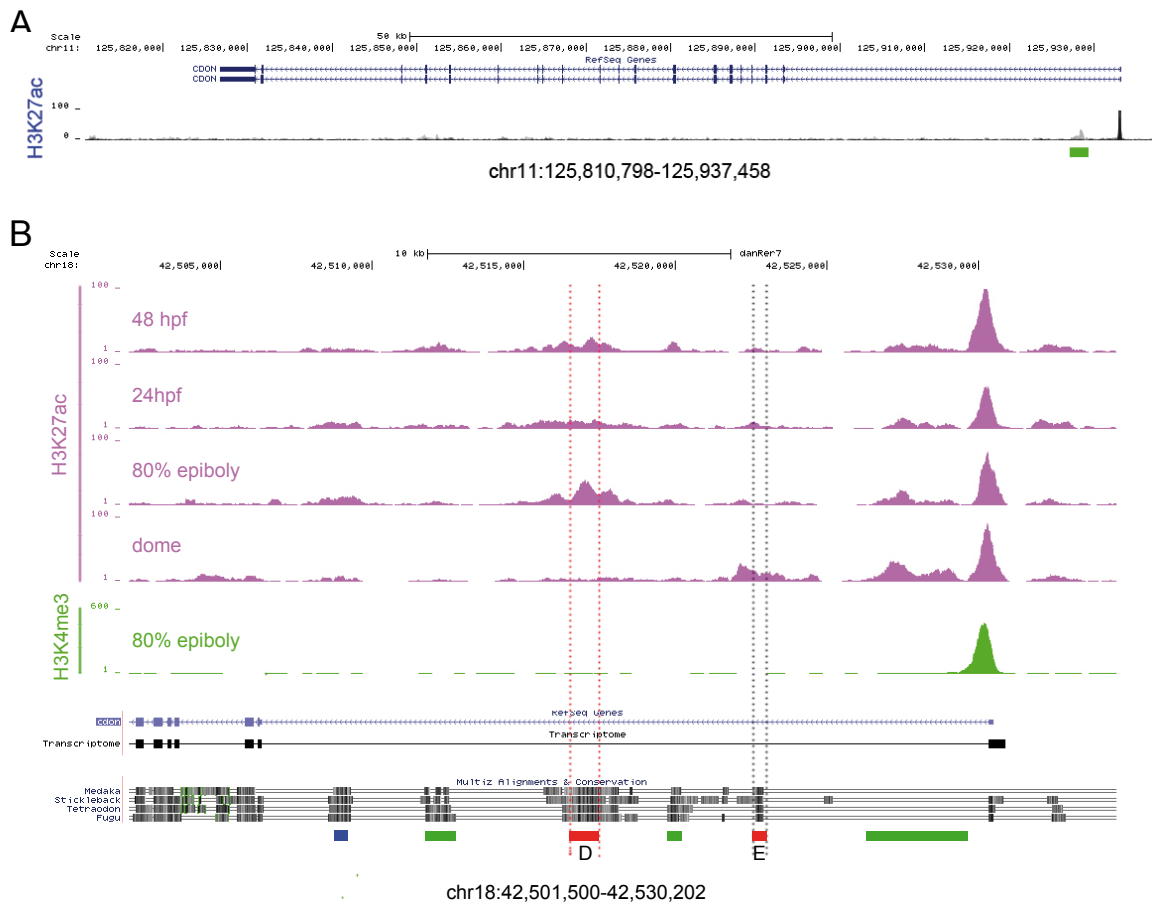 A
Scale
50 kb
chr11:
125,820,000
125,830,000
125,840,000
125,850,000
125,860,000
125,870,000
125,880,000
125,890,000
125,900,000
125,910,000
125,920,000
125,930,000
RefSeq Genes
CDON
CDON
H3K27ac
100
0
chr11:125,810,798-125,937,458
B
Scale
10 kb
danRer7
chr18:
42,505,000
42,510,000
42,515,000
42,520,000
42,525,000
42,530,000
H3K27ac
100
48 hpf
1
100
24hpf
1
100
80% epiboly
1
100
dome
1
H3K4me3
600
80% epiboly
1
RefSeq Genes
cdon
Transcriptome
Transcriptome
Multiz Alignments & Conservation
Medaka
Stickleback
Tetraodon
Fugu
D
E
chr18:42,501,500-42,530,202